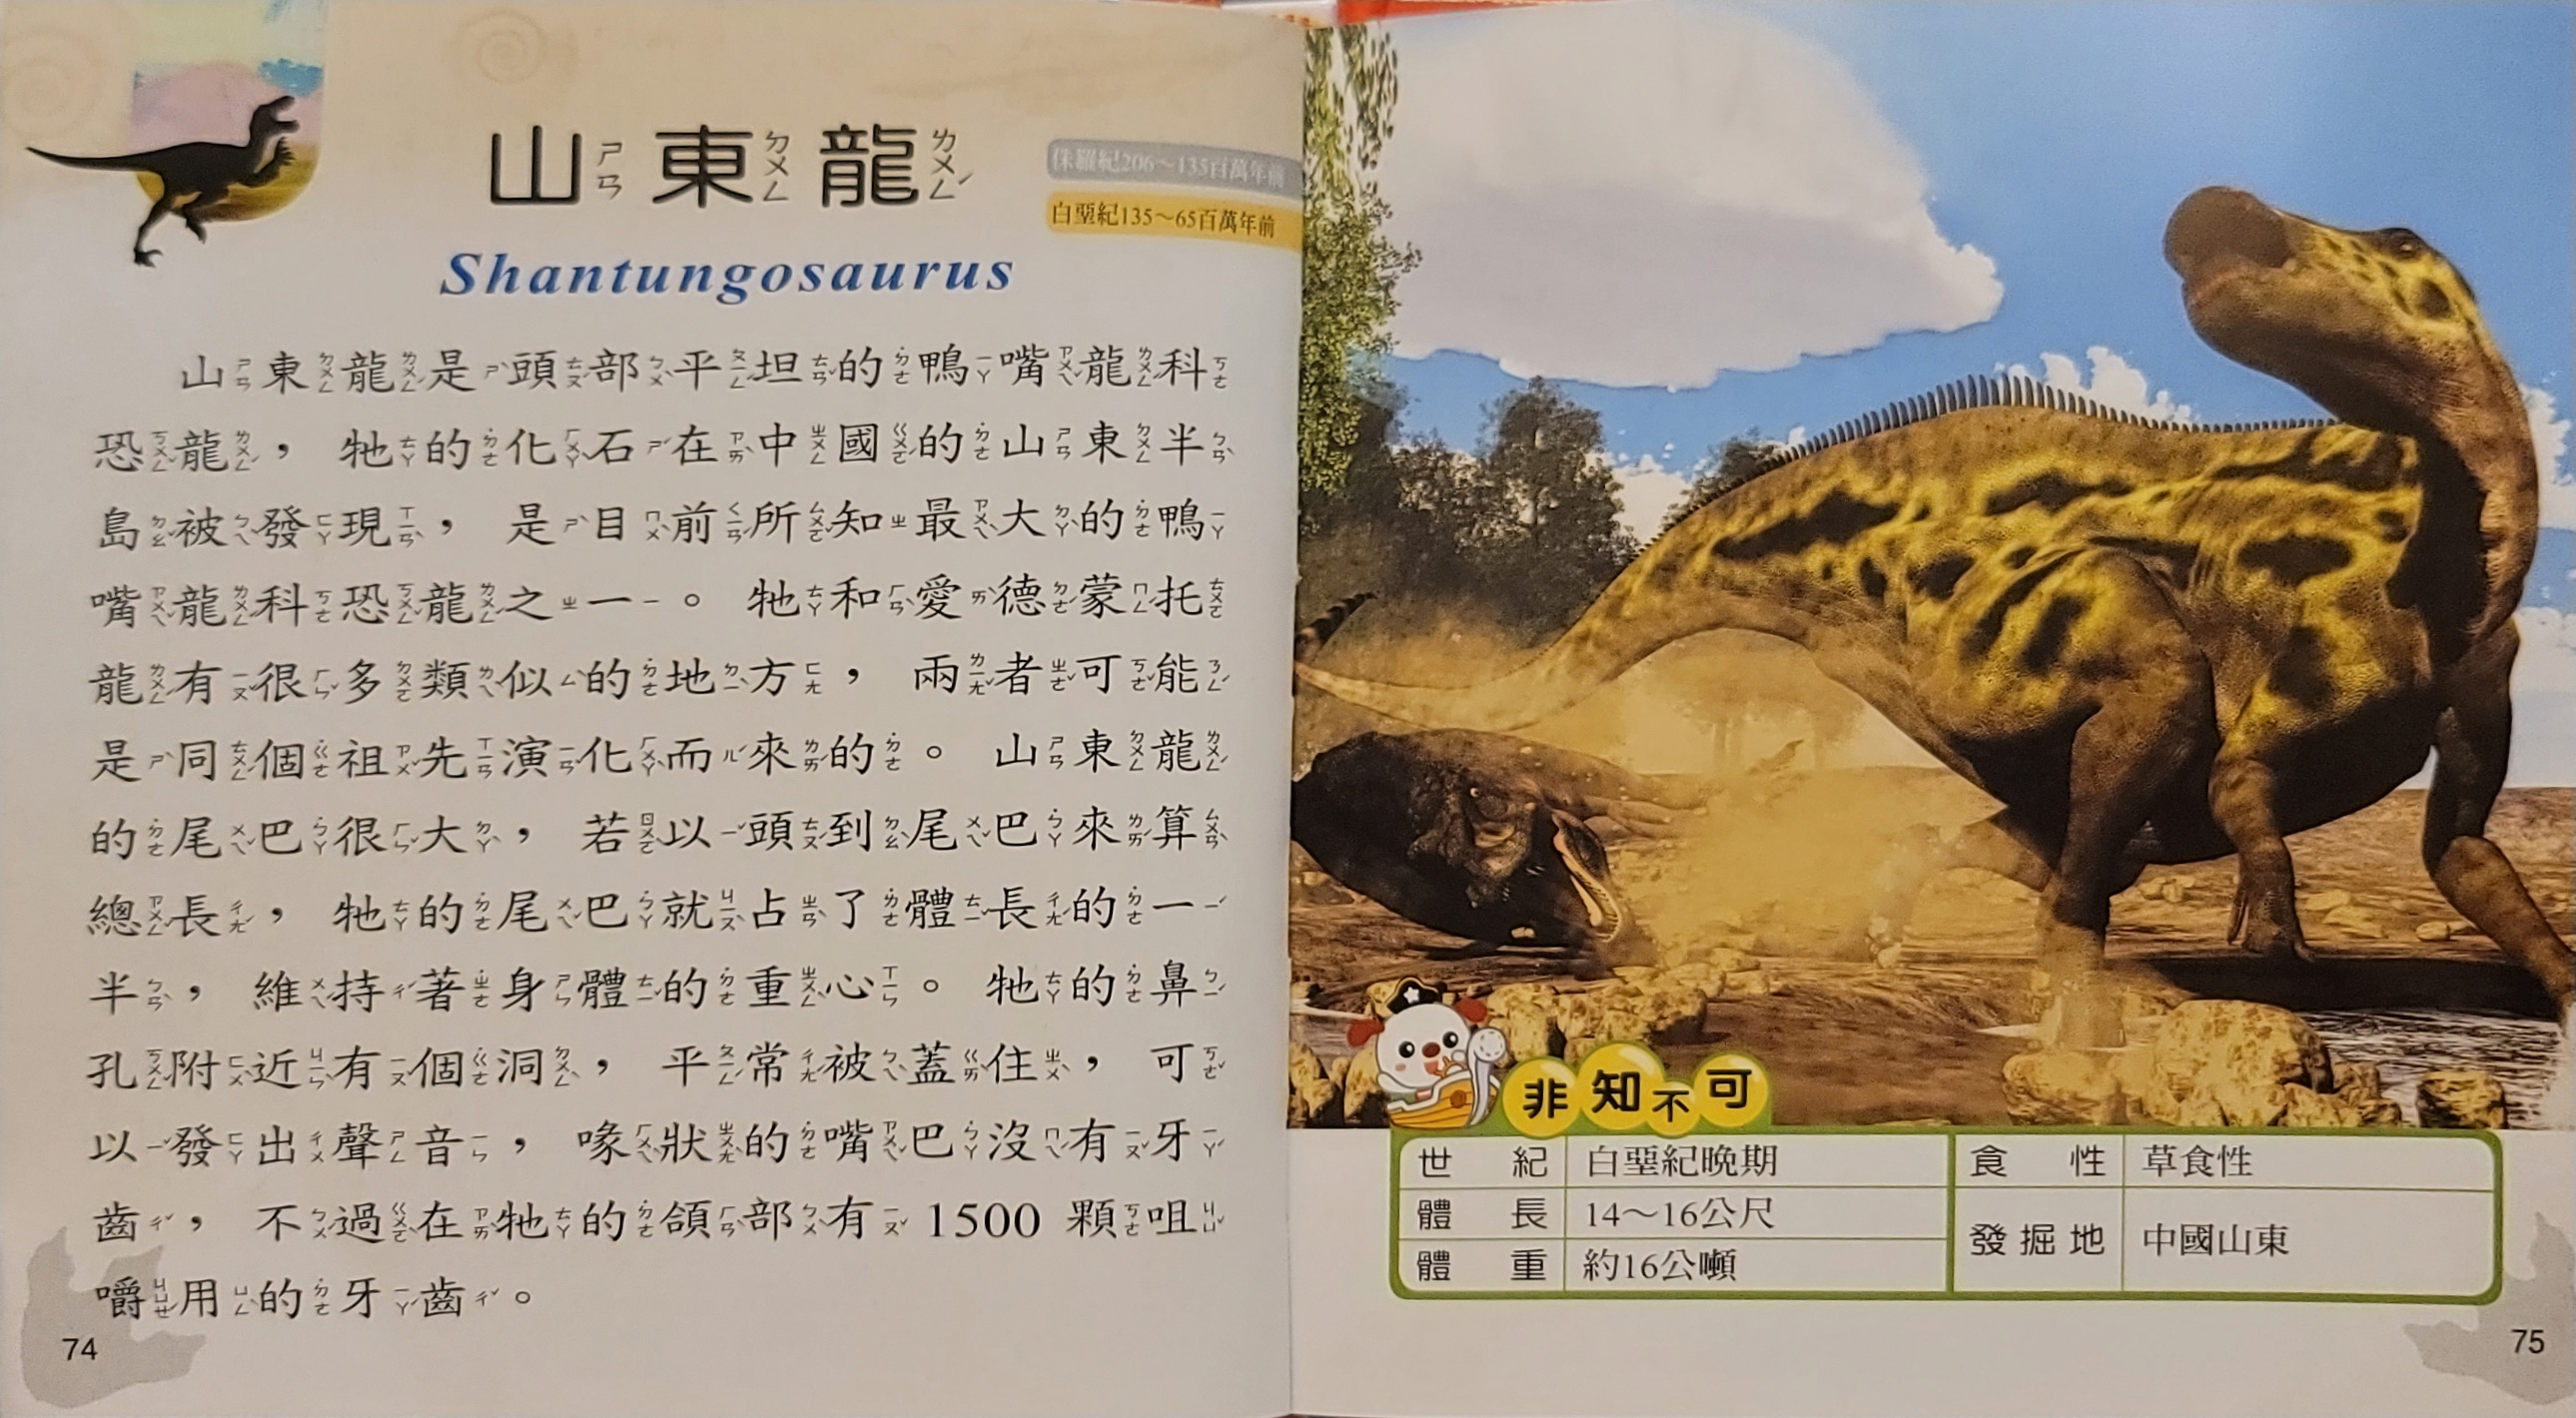 山東龍
侏羅紀206～135百萬年前
白堊紀135～65百萬年前
Shantungosaurus
山東龍是頭部平坦的鴨嘴龍科
恐龍，牠的化石在中國的山東半
島被發現，是目前所知最大的鴨
嘴龍科恐龍之一。牠和愛德蒙托
龍有很多類似的地方，兩者可能
是同個祖先演化而來的。山東龍
的尾巴很大，若以頭到尾巴來算
總長，牠的尾巴就占了體長的一
半，維持著身體的重心。牠的鼻
孔附近有個洞，平常被蓋住，可
以發出聲音，喙狀的嘴巴沒有牙
齒，不過在牠的頜部有1500顆咀
嚼用的牙齒。
74
非知不可
世紀 白堊紀晚期
體長 14～16公尺
體重 約16公噸
食性 草食性
發掘地 中國山東
75